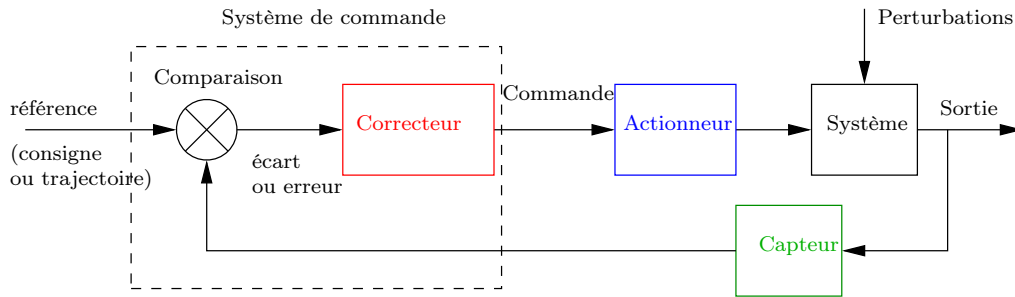 Système de commande
Perturbations
Comparaison
référence
Commande
Sortie
Correcteur
Actionneur
Système
(consigne
ou trajectoire)
écart
ou erreur
Capteur